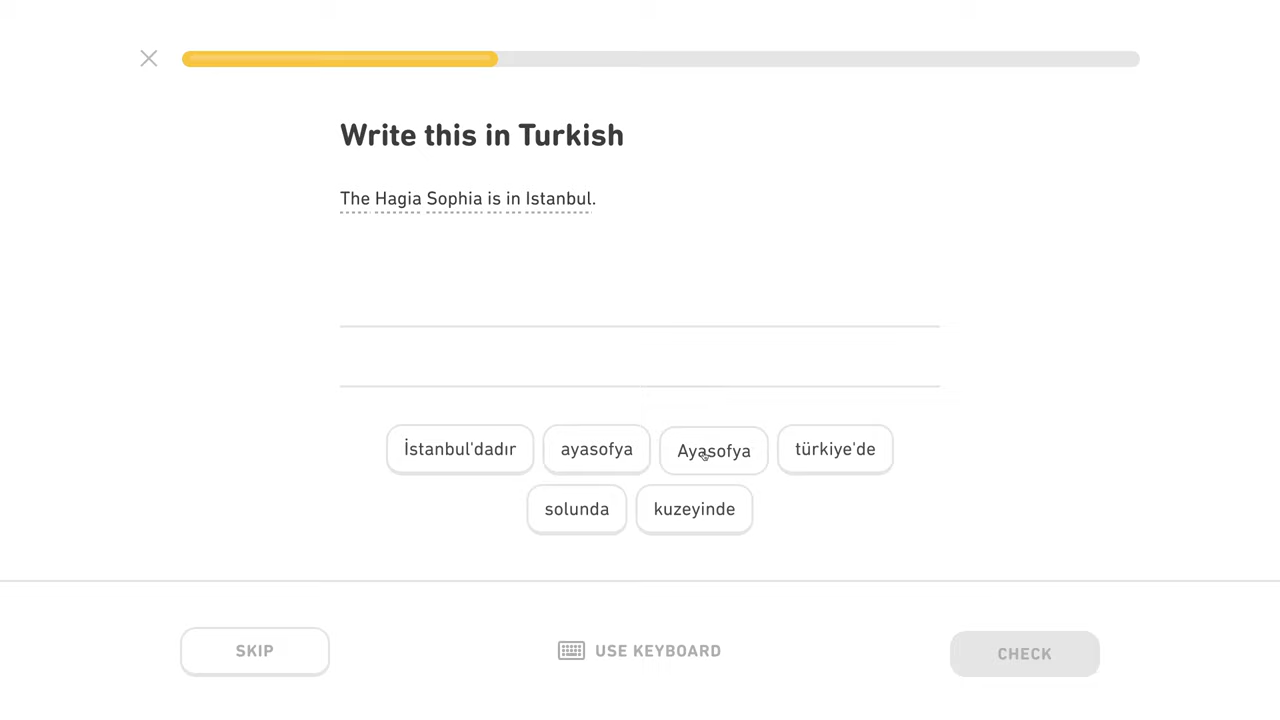 Write this in Turkish
The Hagia Sophia is in Istanbul.
İstanbul'dadır ayasofya Ayasofya türkiye'de
solunda kuzeyinde
SKIP USE KEYBOARD CHECK